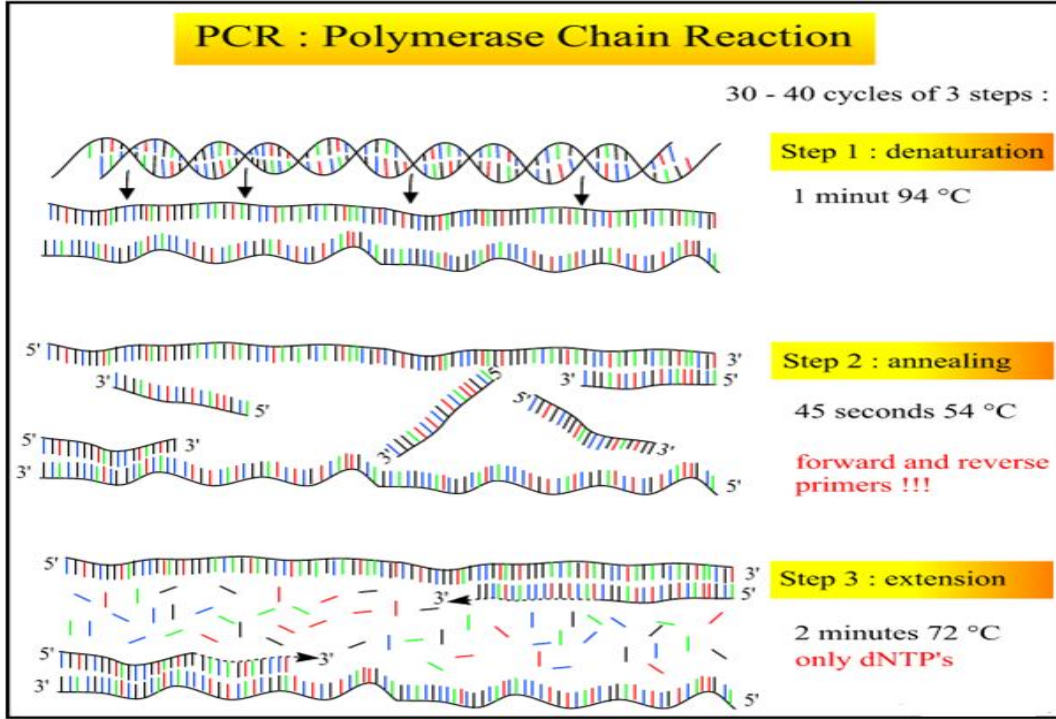 PCR : Polymerase Chain Reaction
30 - 40 cycles of 3 steps :
Step 1 : denaturation
1 minut 94 °C
5' 3'
Step 2 : annealing
3' 5' 5 3' 5'
45 seconds 54 °C
5' 3' 3' 5' 3'
forward and reverse
primers !!!
3' 5'
5' 3'
Step 3 : extension
3' 5'
2 minutes 72 °C
5' 3'
only dNTP's
3' 5'